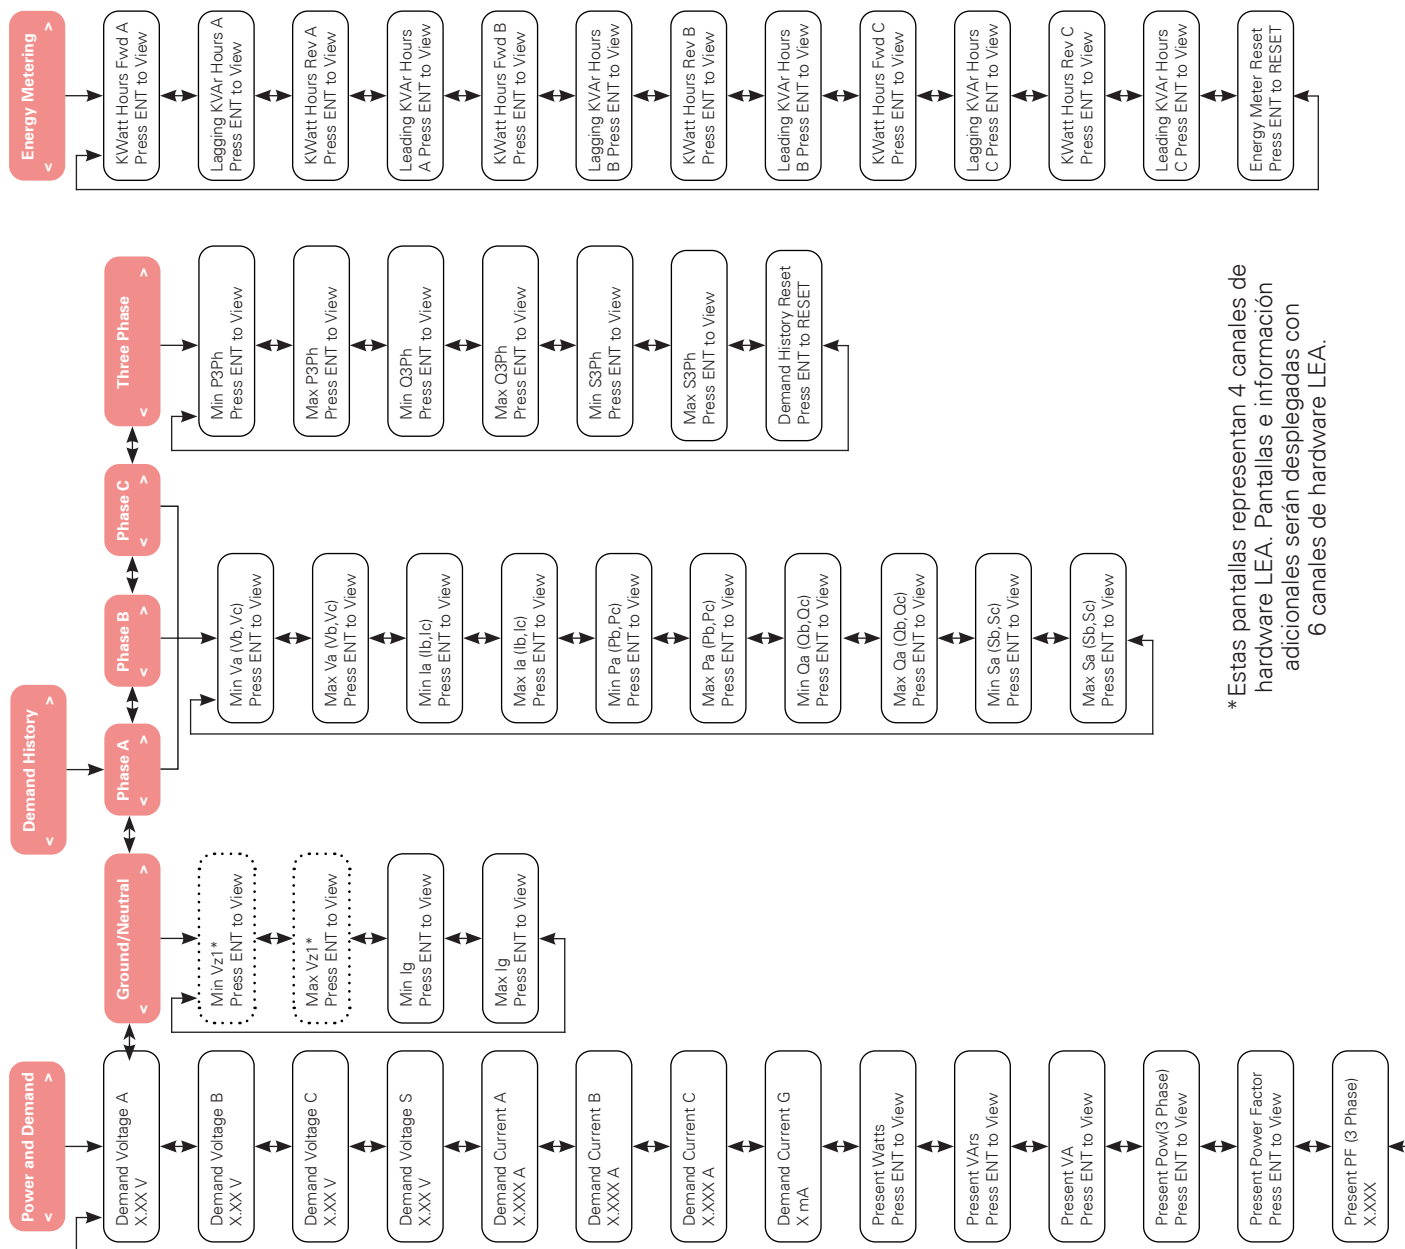 Power and Demand
Demand Voltage A
X.XX V
Demand Voltage B
X.XX V
Demand Voltage C
X.XX V
Demand Voltage S
X.XX V
Demand Current A
X.XXX A
Demand Current B
X.XXX A
Demand Current C
X.XXX A
Demand Current G
X mA
Present Watts
Press ENT to View
Present VArs
Press ENT to View
Present VA
Press ENT to View
Present Pow(3 Phase)
Press ENT to View
Present Power Factor
Press ENT to View
Present PF (3 Phase)
X.XXX
Demand History
Ground/Neutral
Min Vz1*
Press ENT to View
Max Vz1*
Press ENT to View
Min Ig
Press ENT to View
Max Ig
Press ENT to View
Phase A
Phase B
Phase C
Min Va (Vb,Vc)
Press ENT to View
Max Va (Vb,Vc)
Press ENT to View
Min Ia (Ib,Ic)
Press ENT to View
Max Ia (Ib,Ic)
Press ENT to View
Min Pa (Pb,Pc)
Press ENT to View
Max Pa (Pb,Pc)
Press ENT to View
Min Qa (Qb,Qc)
Press ENT to View
Max Qa (Qb,Qc)
Press ENT to View
Min Sa (Sb,Sc)
Press ENT to View
Max Sa (Sb,Sc)
Press ENT to View
Three Phase
Min P3Ph
Press ENT to View
Max P3Ph
Press ENT to View
Min Q3Ph
Press ENT to View
Max Q3Ph
Press ENT to View
Min S3Ph
Press ENT to View
Max S3Ph
Press ENT to View
Demand History Reset
Press ENT to RESET
Energy Metering
KWatt Hours Fwd A
Press ENT to View
Lagging KVAr Hours A
Press ENT to View
KWatt Hours Rev A
Press ENT to View
Leading KVAr Hours
A Press ENT to View
KWatt Hours Fwd B
Press ENT to View
Lagging KVAr Hours
B Press ENT to View
KWatt Hours Rev B
Press ENT to View
Leading KVAr Hours
B Press ENT to View
KWatt Hours Fwd C
Press ENT to View
Lagging KVAr Hours
C Press ENT to View
KWatt Hours Rev C
Press ENT to View
Leading KVAr Hours
C Press ENT to View
Energy Meter Reset
Press ENT to RESET
*Estas pantallas representan 4 canales de
hardware LEA. Pantallas e información
adicionales serán desplegadas con
6 canales de hardware LEA.